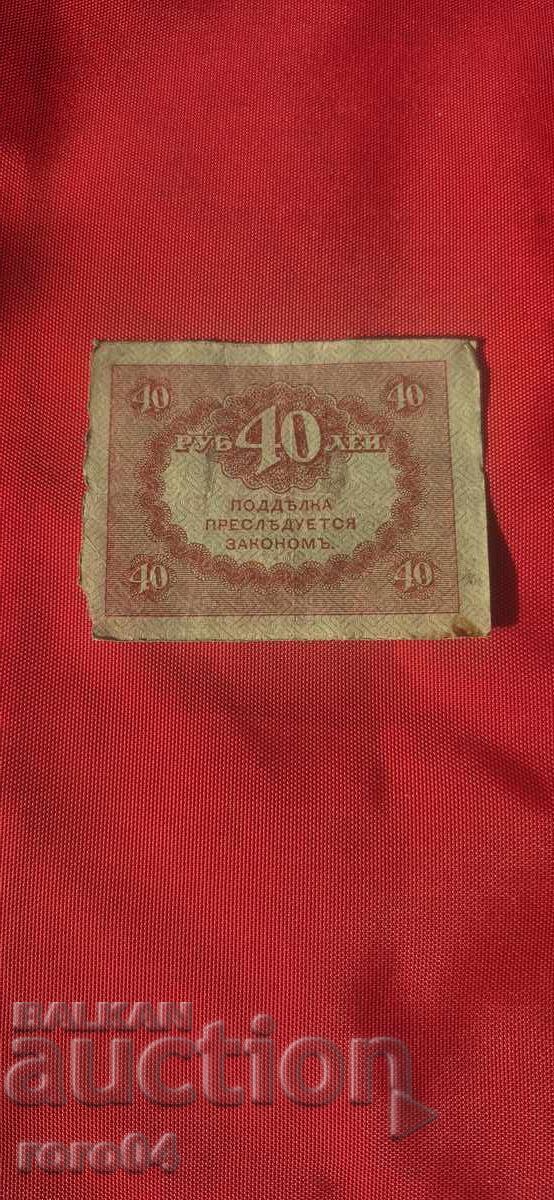 40 40
РУБ 40 ЛЕЙ
ПОДДѢЛКА
ПРЕСЛѢДУЕТСЯ
ЗАКОНОМЪ.
40 40
BALKAN
auction
roro04